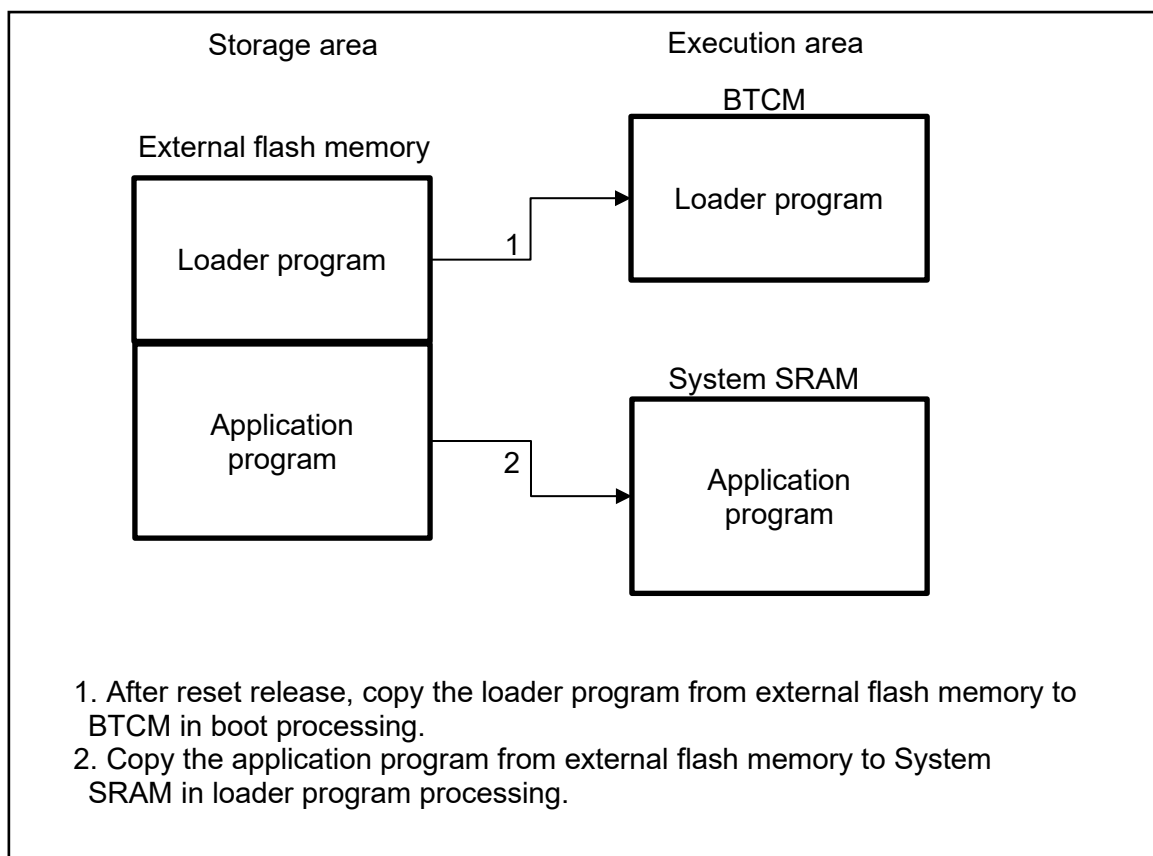 Storage area
Execution area
BTCM
External flash memory
Loader program
Loader program
1
System SRAM
Application
program
2
Application
program
1. After reset release, copy the loader program from external flash memory to
BTCM in boot processing.
2. Copy the application program from external flash memory to System
SRAM in loader program processing.